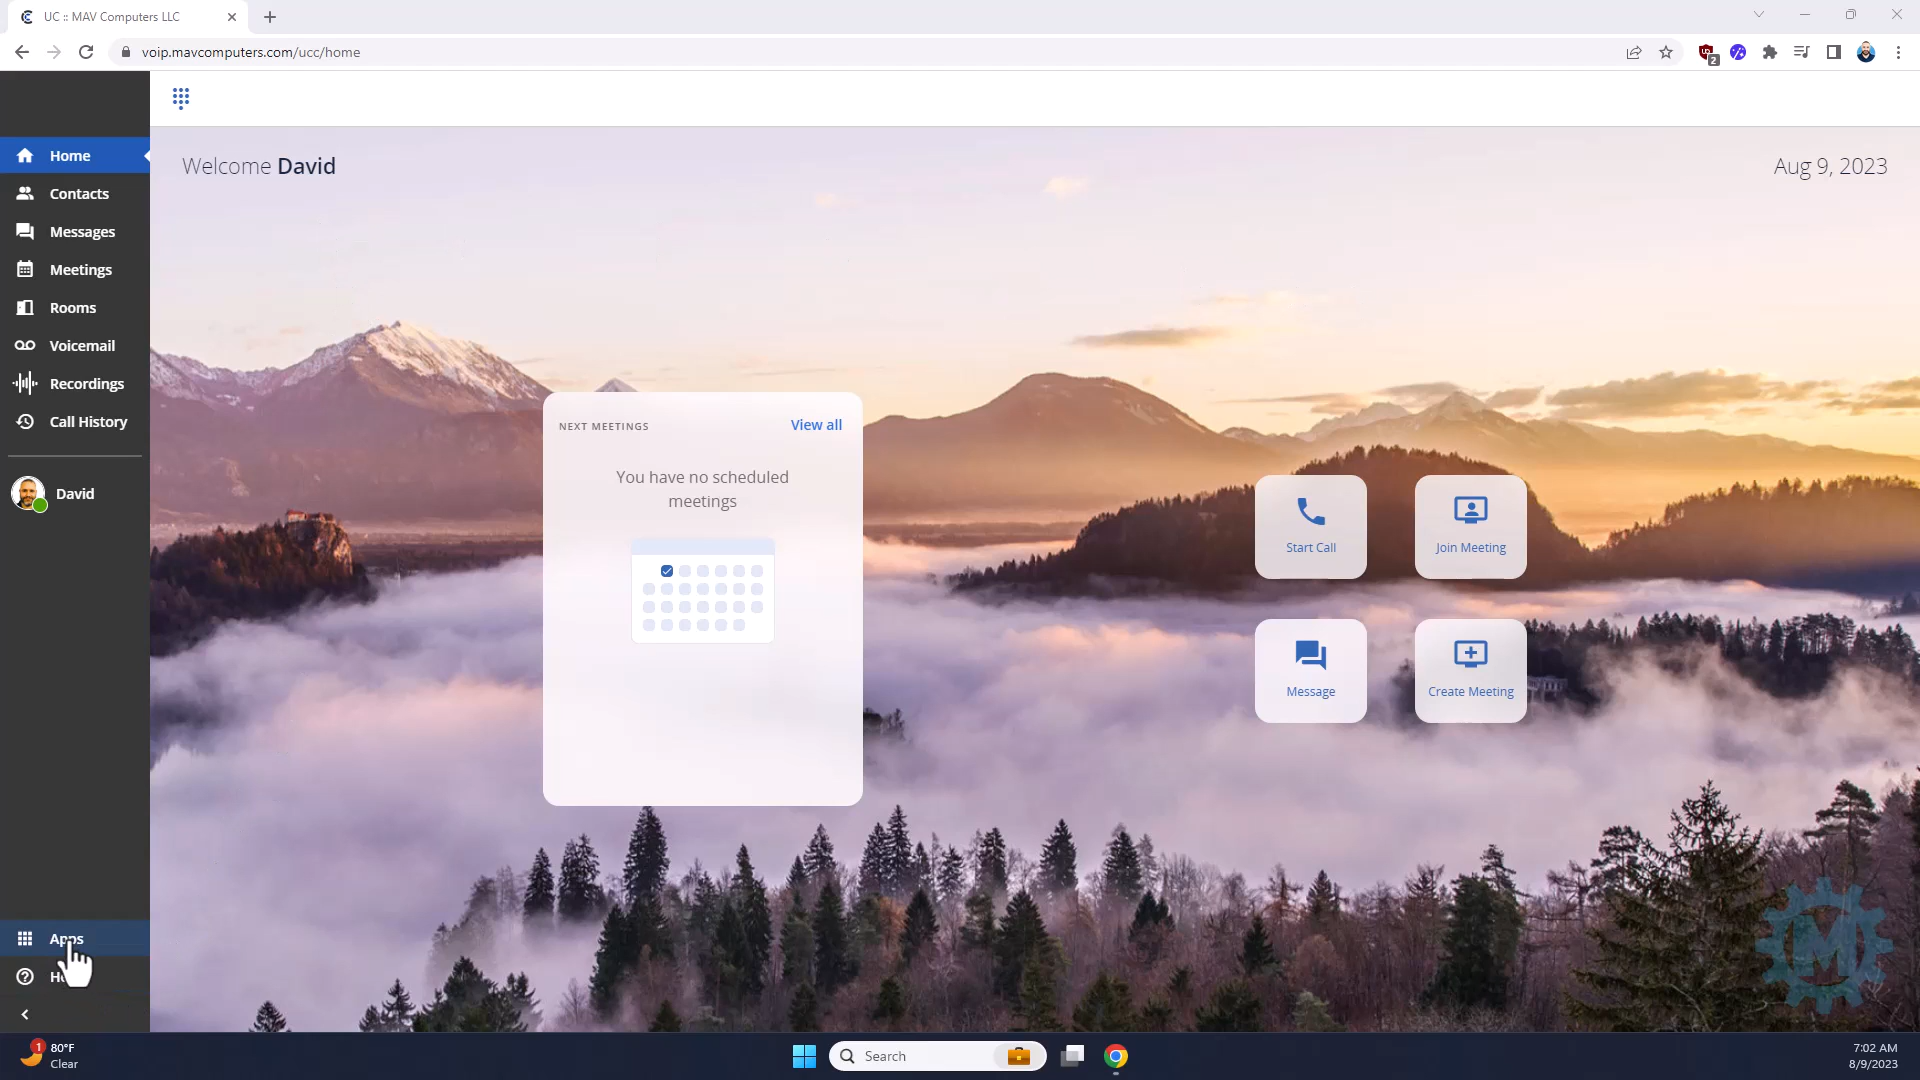 UC :: MAV Computers LLC
voip.mavcomputers.com/ucc/home
2
Home
Contacts
Messages
Meetings
Rooms
Voicemail
Recordings
Call History
David
Apps
Welcome David
Aug 9, 2023
NEXT MEETINGS
View all
You have no scheduled
meetings
Start Call
Join Meeting
Message
Create Meeting
M
1
80°F
Clear
Search
7:02 AM
8/9/2023